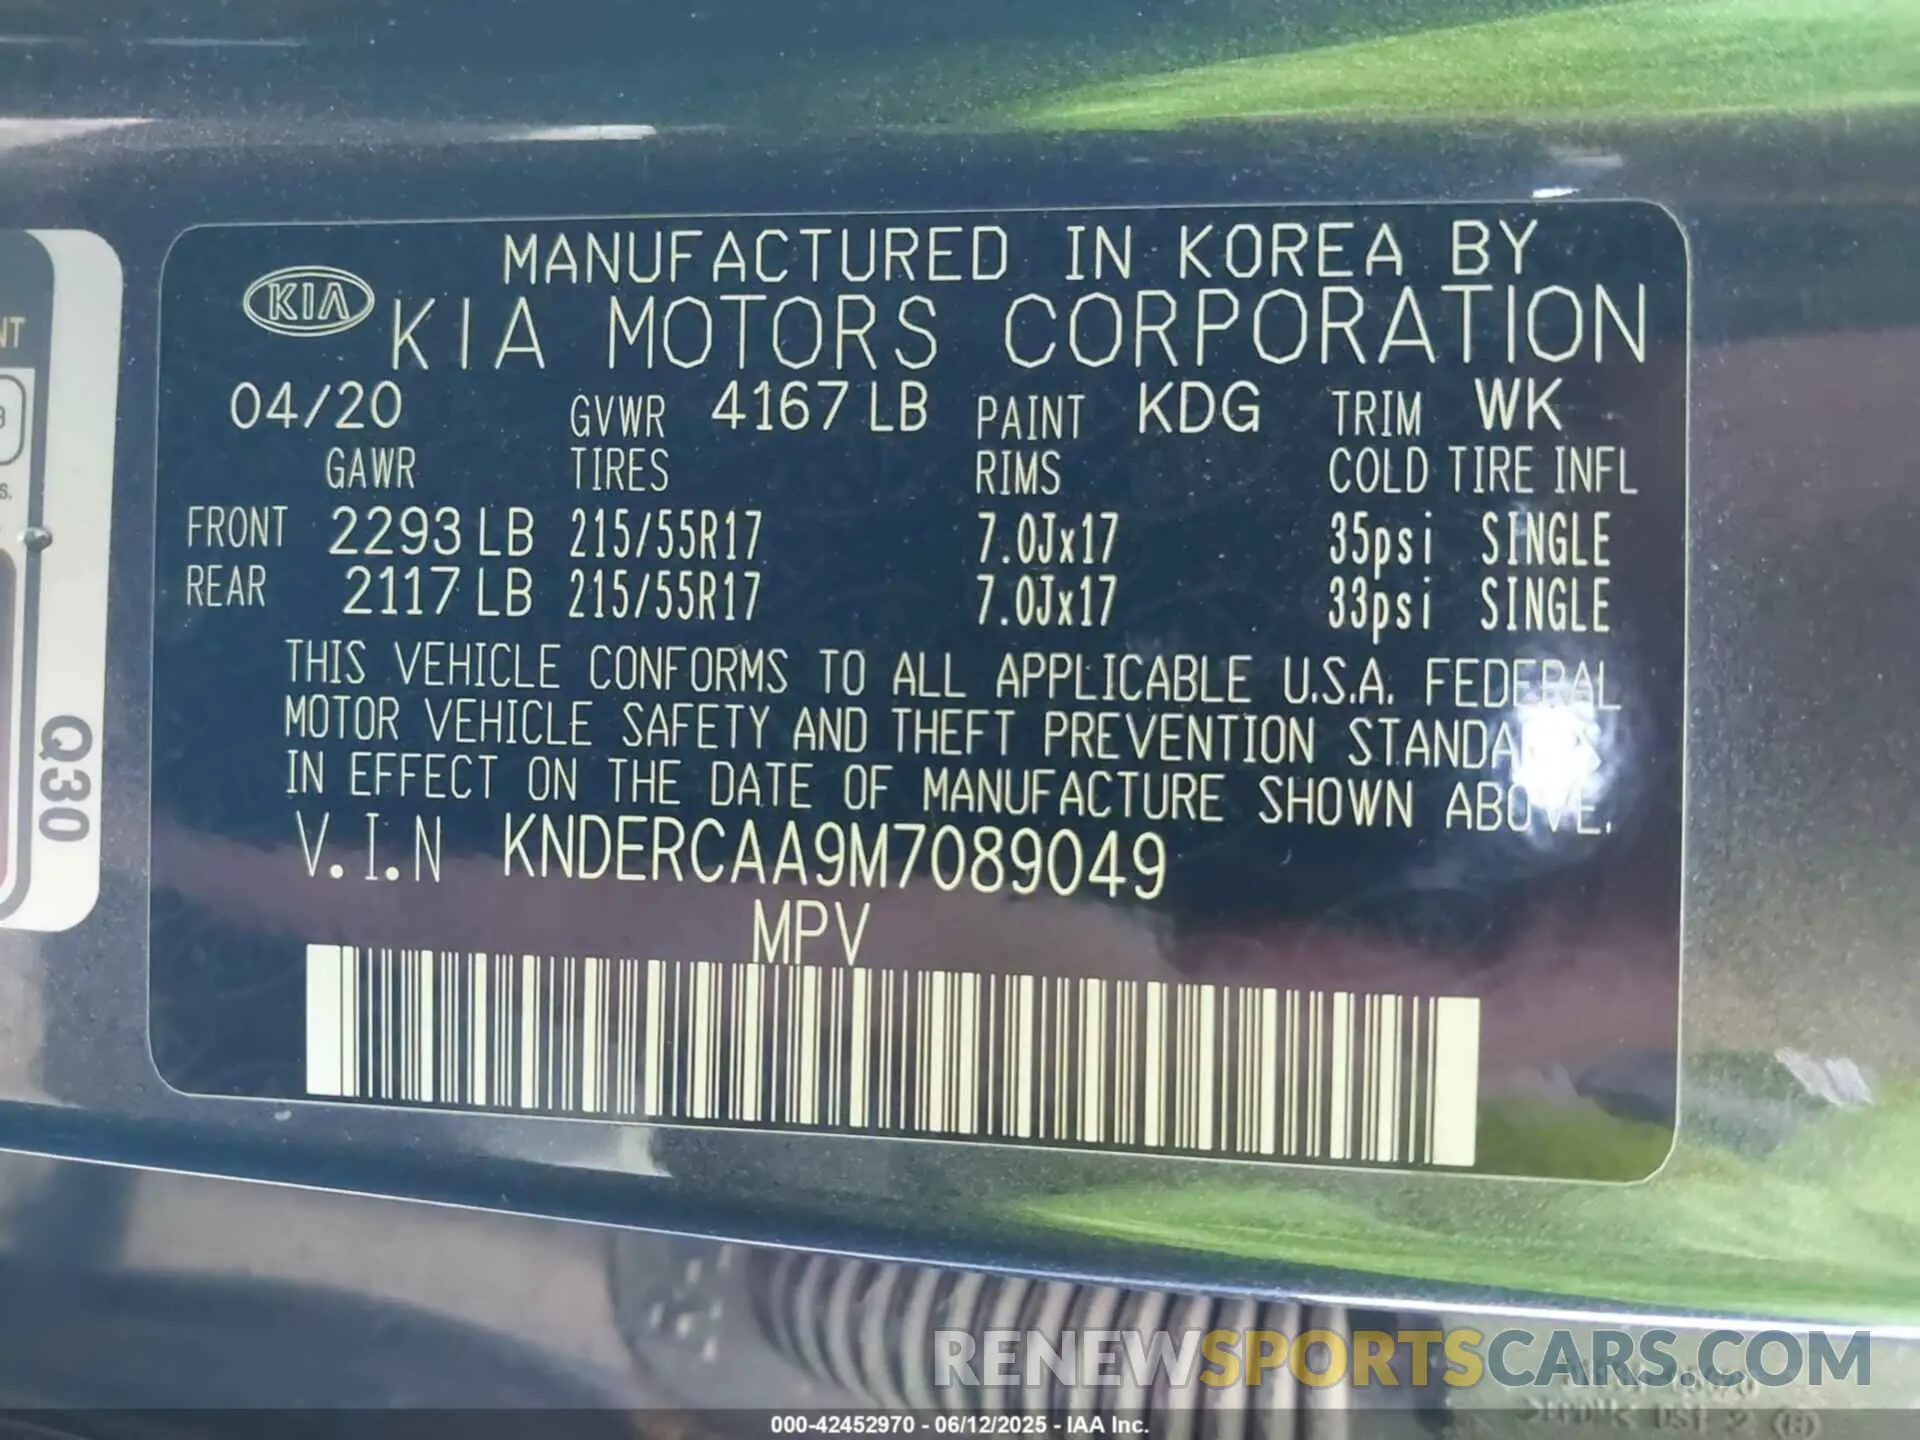 MANUFACTURED IN KOREA BY
KIA KIA MOTORS CORPORATION
04/20 GVWR 4167 LB PAINT KDG TRIM WK
GAWR TIRES RIMS COLD TIRE INFL
FRONT 2293 LB 215/55R17 7.0Jx17 35psi SINGLE
REAR 2117 LB 215/55R17 7.0Jx17 33psi SINGLE
THIS VEHICLE CONFORMS TO ALL APPLICABLE U.S.A. FEDERAL
MOTOR VEHICLE SAFETY AND THEFT PREVENTION STANDARDS
IN EFFECT ON THE DATE OF MANUFACTURE SHOWN ABOVE.
V.I.N KNDERCAA9M7089049
MPV
Q30
RENEWSPORTSCARS.COM
000-42452970 - 06/12/2025 - IAA Inc.